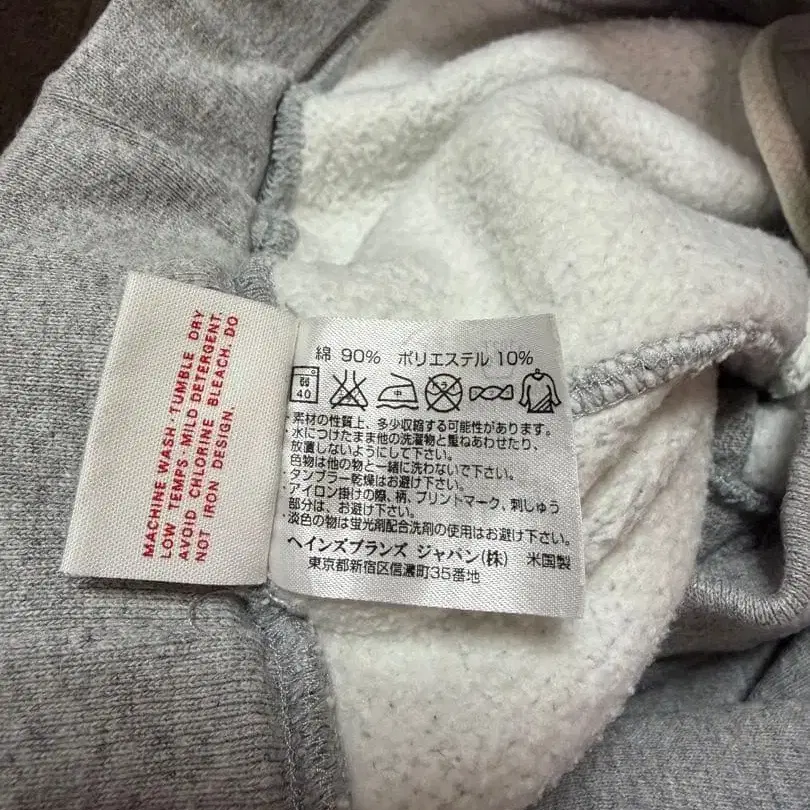 MACHINE WASH · TUMBLE DRY
LOW TEMPS · MILD DETERGENT.
AVOID CHLORINE BLEACH. DO
NOT IRON DESIGN.
綿 90% ポリエステル 10%
弱 40 中
・素材の性質上、多少収縮する可能性があります。
・水につけたまま他の洗濯物と重ねあわせたり、
放置しないようにして下さい。
・色物は他の物と一緒に洗わないで下さい。
・タンブラー乾燥はお避け下さい。
・アイロン掛けの際、柄、プリントマーク、刺しゅう
部分は、お避け下さい。
・淡色の物は蛍光剤配合洗剤の使用はお避け下さい。
ヘインズブランズ ジャパン(株) 米国製
東京都新宿区信濃町35番地